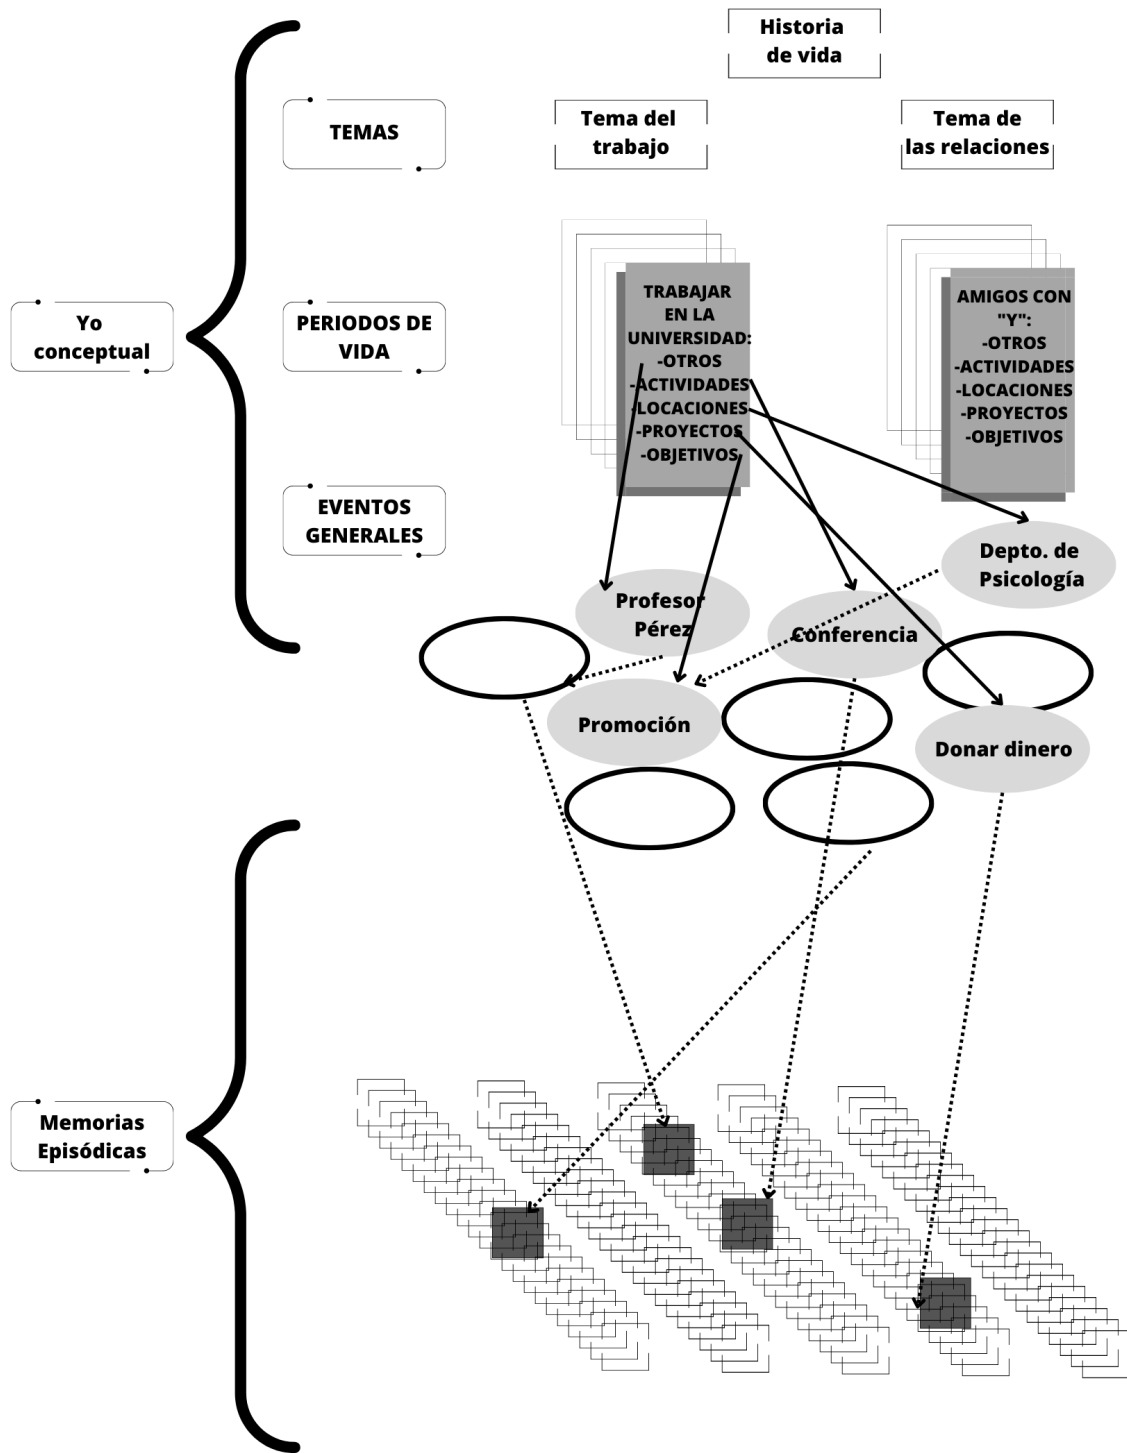 Historia
de vida
TEMAS
Tema del
trabajo
Tema de
las relaciones
Yo
conceptual
PERIODOS DE
VIDA
TRABAJAR
EN LA
UNIVERSIDAD:
-OTROS
-ACTIVIDADES
-LOCACIONES
-PROYECTOS
-OBJETIVOS
AMIGOS CON
"Y":
-OTROS
-ACTIVIDADES
-LOCACIONES
-PROYECTOS
-OBJETIVOS
EVENTOS
GENERALES
Depto. de
Psicología
Profesor
Pérez
Conferencia
Promoción
Donar dinero
Memorias
Episódicas